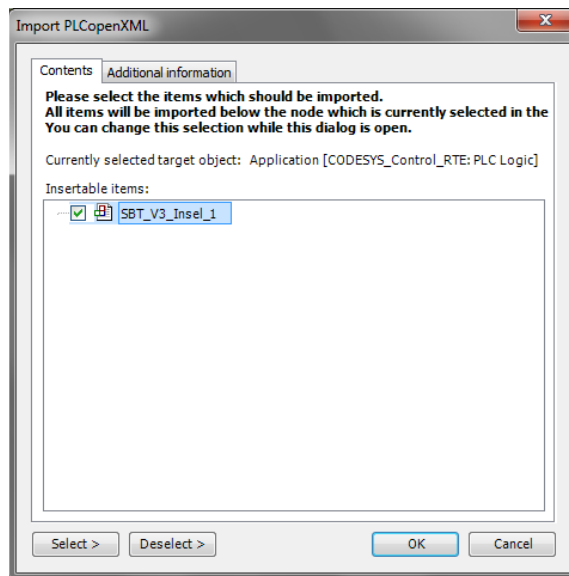 Import PLCopenXML
Contents
Additional information
Please select the items which should be imported.
All items will be imported below the node which is currently selected in the
You can change this selection while this dialog is open.
Currently selected target object: Application [CODESYS_Control_RTE: PLC Logic]
Insertable items:
SBT_V3_Insel_1
Select >
Deselect >
OK
Cancel